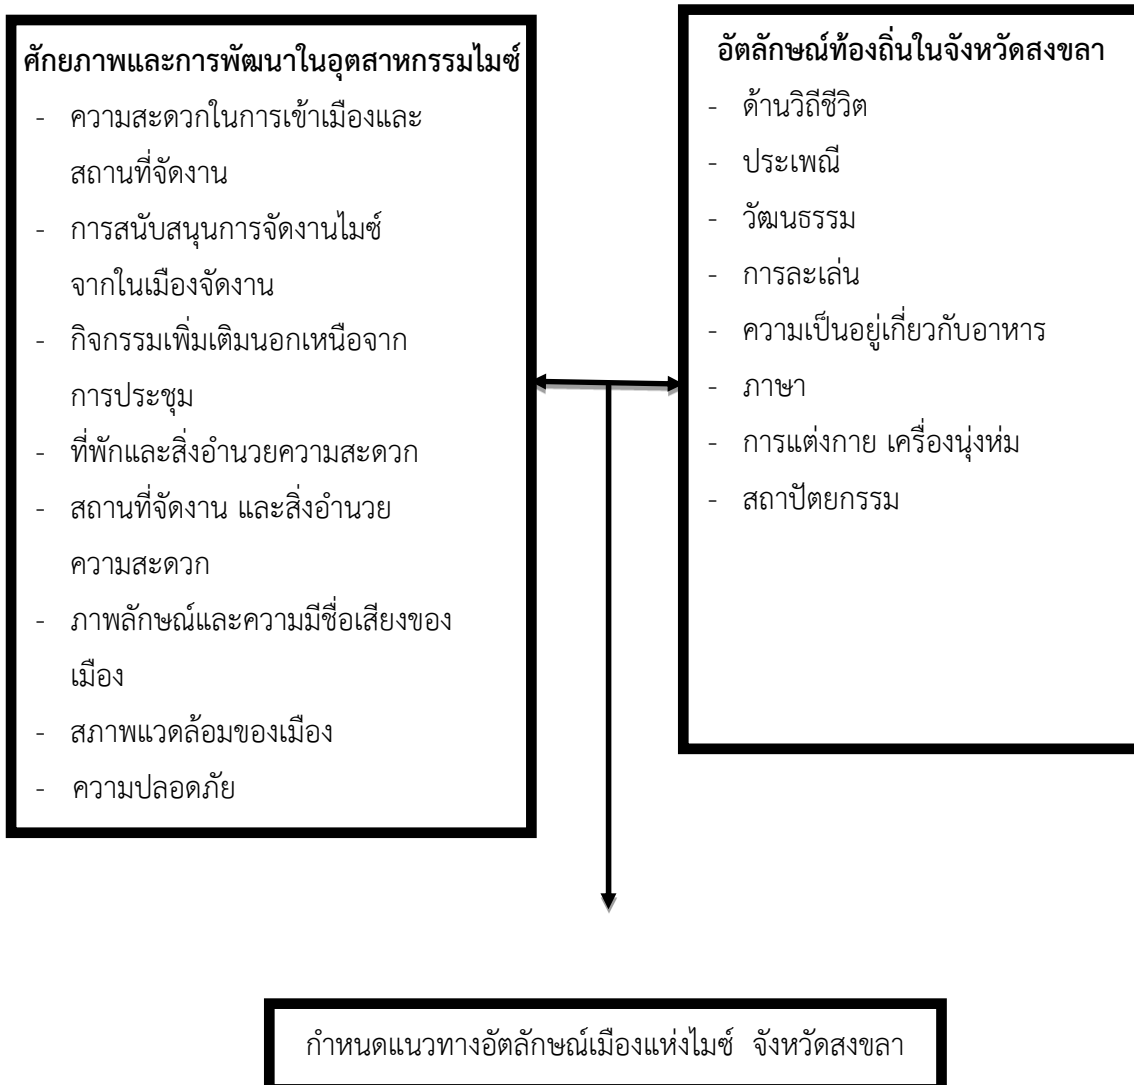 ศักยภาพและการพัฒนาในอุตสาหกรรมไมซ์
- ความสะดวกในการเข้าเมืองและ
สถานที่จัดงาน
- การสนับสนุนการจัดงานไมซ์
จากในเมืองจัดงาน
- กิจกรรมเพิ่มเติมนอกเหนือจาก
การประชุม
- ที่พักและสิ่งอำนวยความสะดวก
- สถานที่จัดงาน และสิ่งอำนวย
ความสะดวก
- ภาพลักษณ์และความมีชื่อเสียงของ
เมือง
- สภาพแวดล้อมของเมือง
- ความปลอดภัย
อัตลักษณ์ท้องถิ่นในจังหวัดสงขลา
- ด้านวิถีชีวิต
- ประเพณี
- วัฒนธรรม
- การละเล่น
- ความเป็นอยู่เกี่ยวกับอาหาร
- ภาษา
- การแต่งกาย เครื่องนุ่งห่ม
- สถาปัตยกรรม
กำหนดแนวทางอัตลักษณ์เมืองแห่งไมซ์ จังหวัดสงขลา